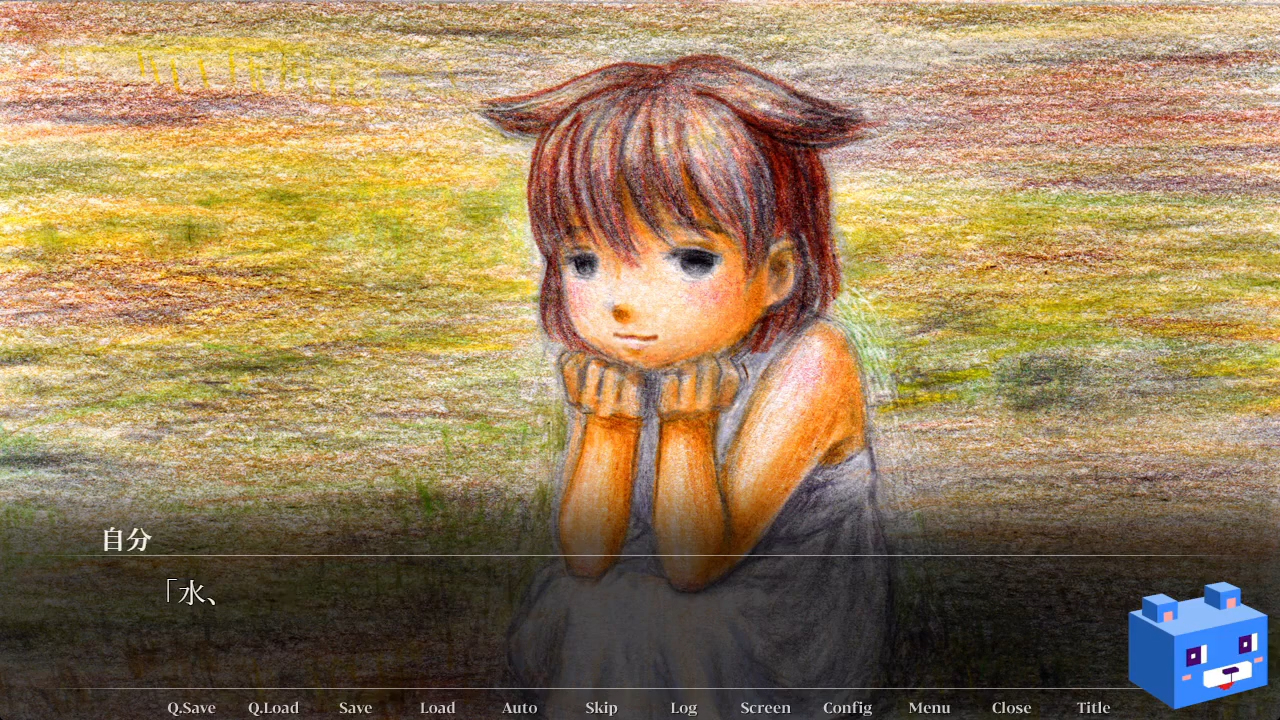 自分
「水、
Q.Save Q.Load Save Load Auto Skip Log Screen Config Menu Close Title